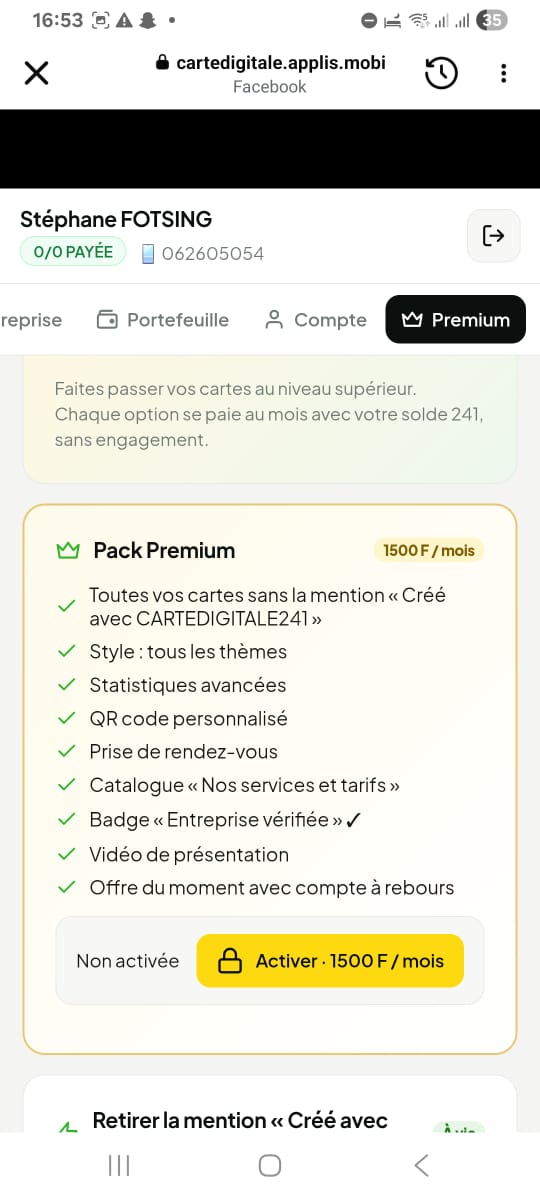 16:53
35
cartedigitale.applis.mobi
Facebook
Stéphane FOTSING
0/0 PAYÉE 062605054
reprise Portefeuille Compte Premium
Faites passer vos cartes au niveau supérieur.
Chaque option se paie au mois avec votre solde 241,
sans engagement.
Pack Premium 1500 F / mois
Toutes vos cartes sans la mention « Créé
avec CARTEDIGITALE241 »
Style : tous les thèmes
Statistiques avancées
QR code personnalisé
Prise de rendez-vous
Catalogue « Nos services et tarifs »
Badge « Entreprise vérifiée » ✓
Vidéo de présentation
Offre du moment avec compte à rebours
Non activée Activer · 1500 F / mois
Retirer la mention « Créé avec
À vie